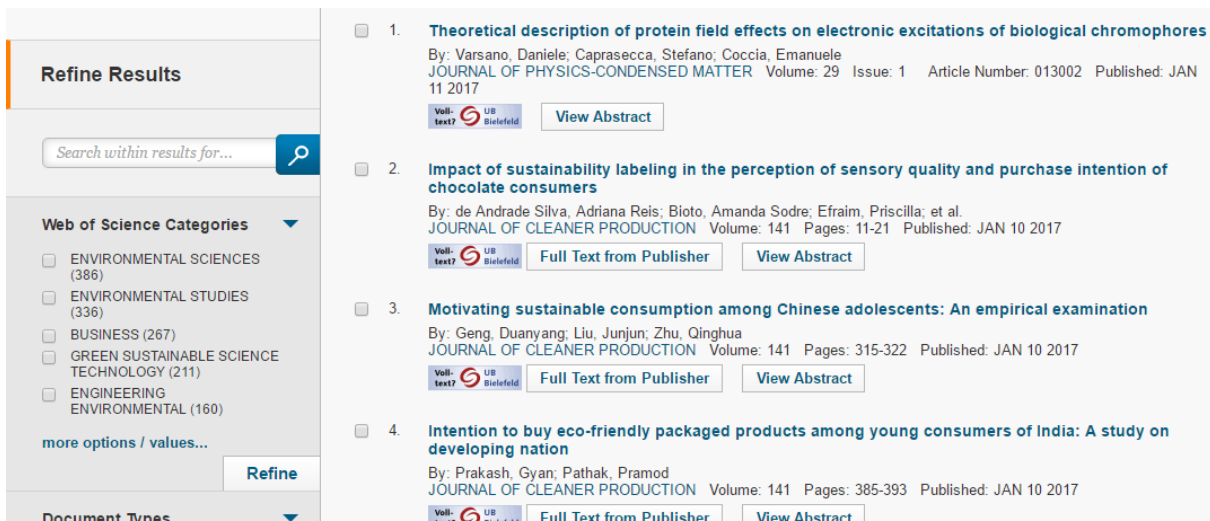 Refine Results
Search within results for...
Web of Science Categories
ENVIRONMENTAL SCIENCES
(386)
ENVIRONMENTAL STUDIES
(336)
BUSINESS (267)
GREEN SUSTAINABLE SCIENCE
TECHNOLOGY (211)
ENGINEERING
ENVIRONMENTAL (160)
more options / values...
Refine
Document Types
1. Theoretical description of protein field effects on electronic excitations of biological chromophores
By: Varsano, Daniele; Caprasecca, Stefano; Coccia, Emanuele
JOURNAL OF PHYSICS-CONDENSED MATTER Volume: 29 Issue: 1 Article Number: 013002 Published: JAN
11 2017
Voll-text? UB Bielefeld View Abstract
2. Impact of sustainability labeling in the perception of sensory quality and purchase intention of
chocolate consumers
By: de Andrade Silva, Adriana Reis; Bioto, Amanda Sodre; Efraim, Priscilla; et al.
JOURNAL OF CLEANER PRODUCTION Volume: 141 Pages: 11-21 Published: JAN 10 2017
Voll-text? UB Bielefeld Full Text from Publisher View Abstract
3. Motivating sustainable consumption among Chinese adolescents: An empirical examination
By: Geng, Duanyang; Liu, Junjun; Zhu, Qinghua
JOURNAL OF CLEANER PRODUCTION Volume: 141 Pages: 315-322 Published: JAN 10 2017
Voll-text? UB Bielefeld Full Text from Publisher View Abstract
4. Intention to buy eco-friendly packaged products among young consumers of India: A study on
developing nation
By: Prakash, Gyan; Pathak, Pramod
JOURNAL OF CLEANER PRODUCTION Volume: 141 Pages: 385-393 Published: JAN 10 2017
Voll-text? UB Bielefeld Full Text from Publisher View Abstract